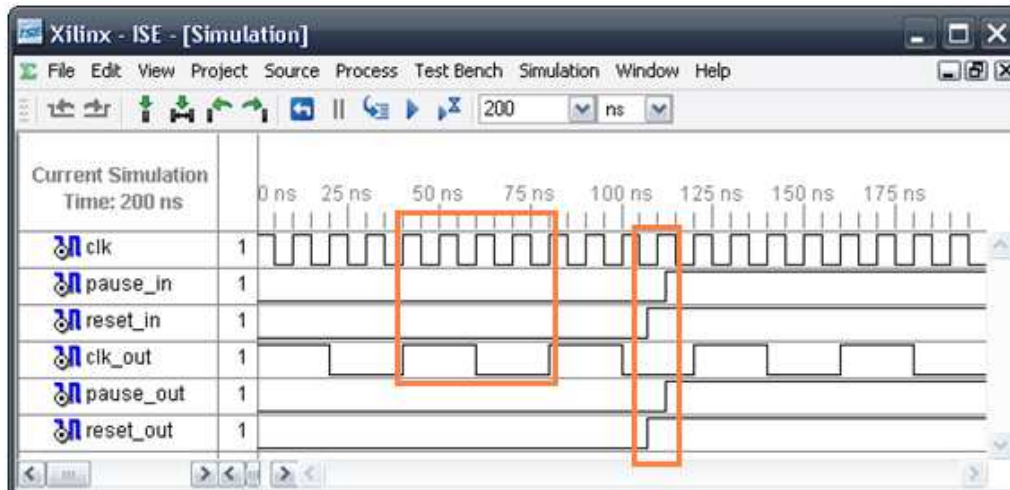 Xilinx - ISE - [Simulation]
File Edit View Project Source Process Test Bench Simulation Window Help
200 ns
Current Simulation
Time: 200 ns
0 ns 25 ns 50 ns 75 ns 100 ns 125 ns 150 ns 175 ns
clk 1
pause_in 1
reset_in 1
clk_out 1
pause_out 1
reset_out 1